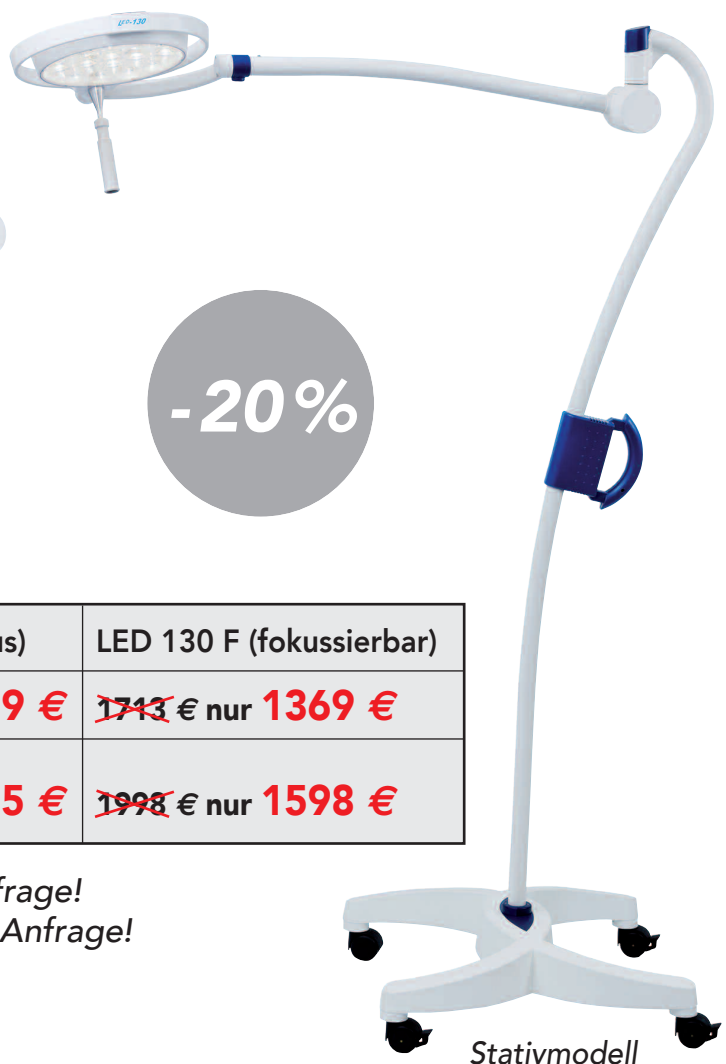 LED-130
-20%
us) LED 130 F (fokussierbar)
9 € 1713 € nur 1369 €
5 € 1998 € nur 1598 €
frage!
Anfrage!
Stativmodell